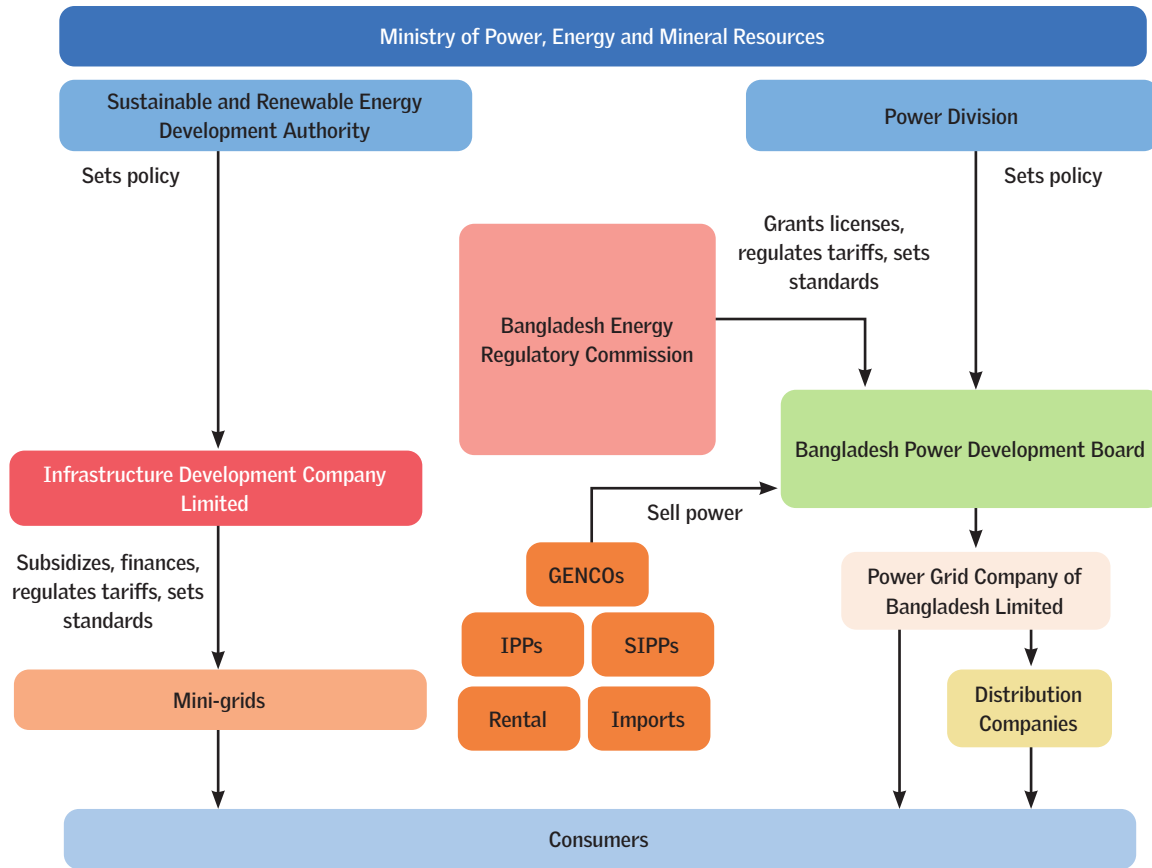 Ministry of Power, Energy and Mineral Resources
Sustainable and Renewable Energy
Development Authority
Power Division
Sets policy
Sets policy
Grants licenses,
regulates tariffs, sets
standards
Bangladesh Energy
Regulatory Commission
Bangladesh Power Development Board
Infrastructure Development Company
Limited
Sell power
Subsidizes, finances,
regulates tariffs, sets
standards
GENCOs
Power Grid Company of
Bangladesh Limited
IPPs
SIPPs
Mini-grids
Rental
Imports
Distribution
Companies
Consumers